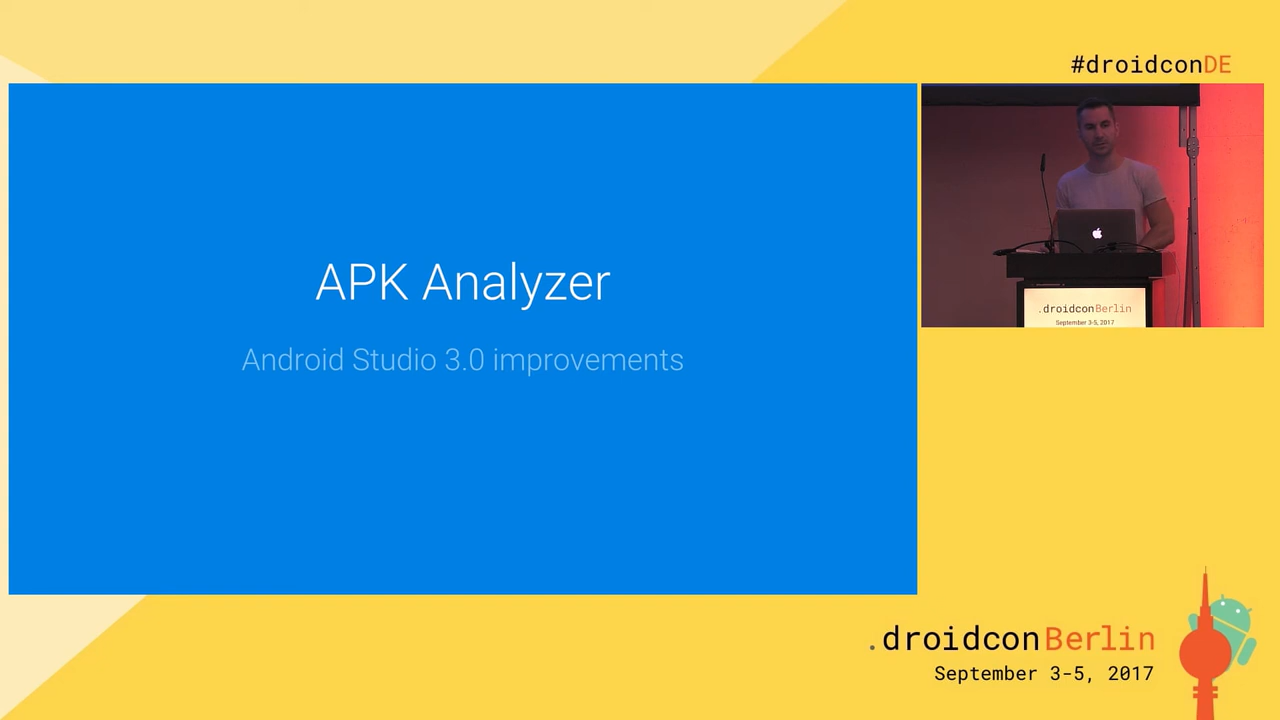 #droidconDE
APK Analyzer
Android Studio 3.0 improvements
.droidconBerlin
September 3-5, 2017
.droidconBerlin
September 3-5, 2017